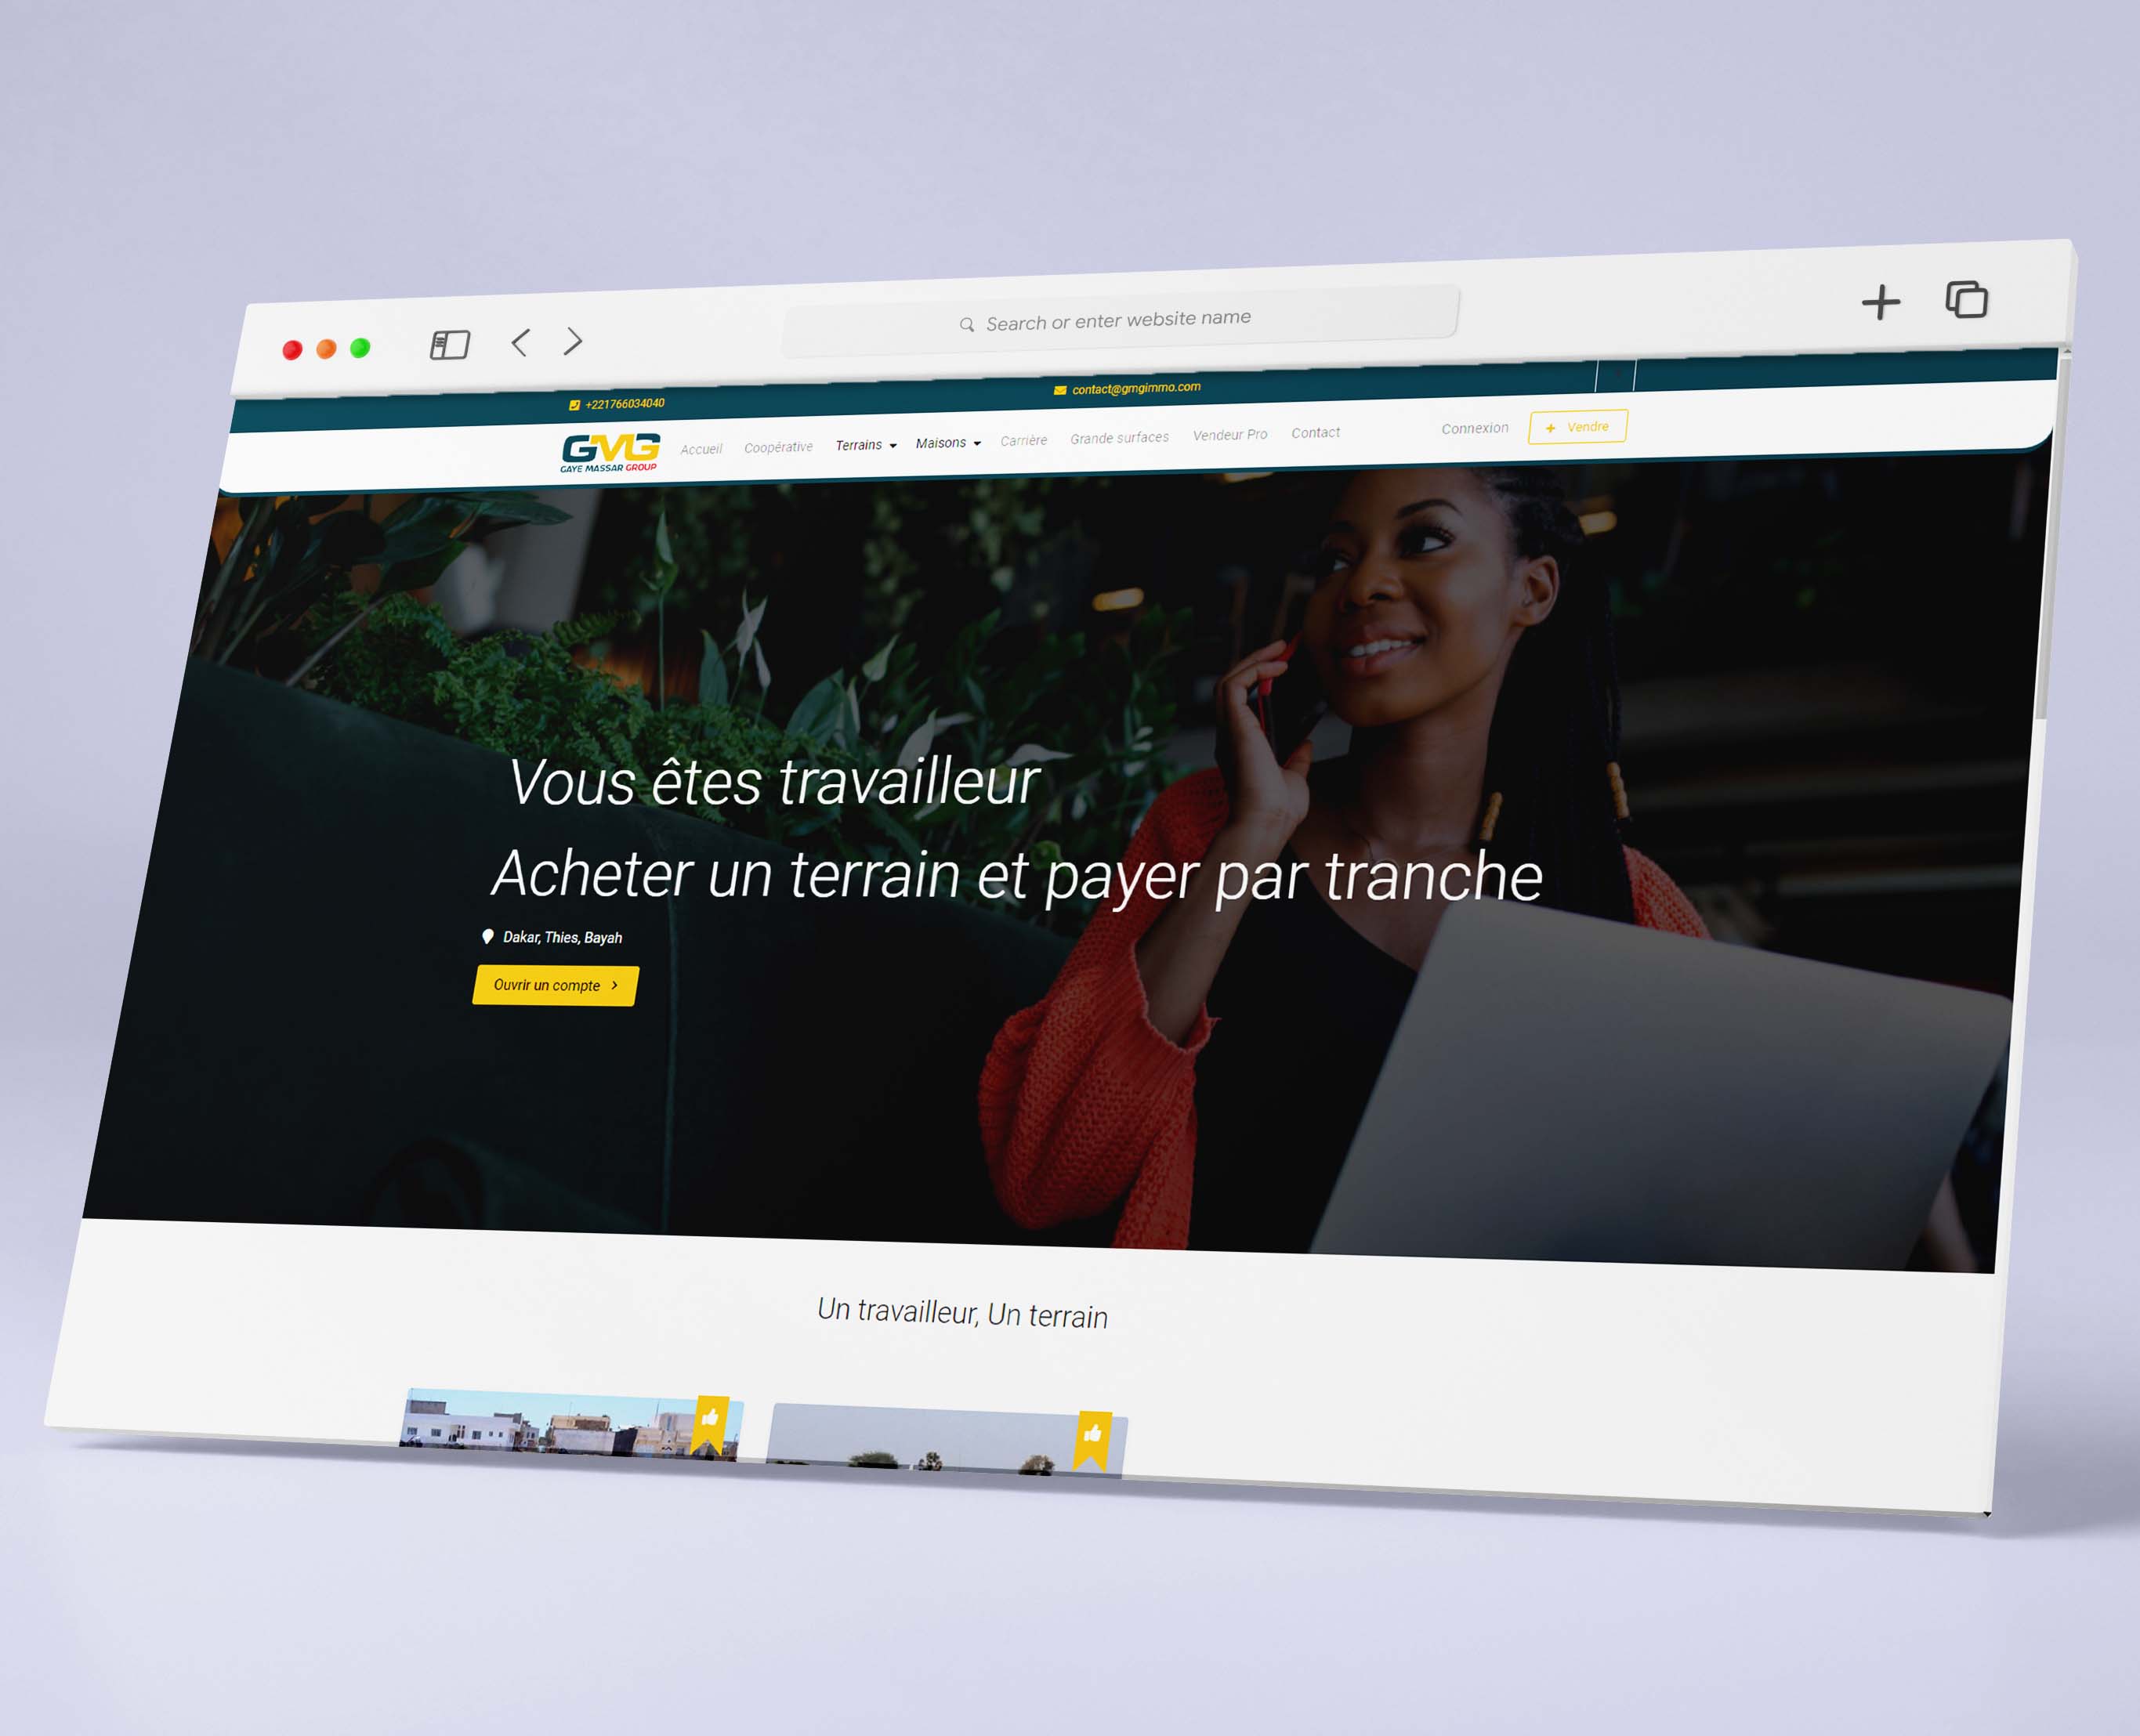 Search or enter website name
+221766034040
contact@gmgimmo.com
GMG
GAYE MASSAR GROUP
Accueil
Coopérative
Terrains
Maisons
Carrière
Grande surfaces
Vendeur Pro
Contact
Connexion
+ Vendre
Vous êtes travailleur
Acheter un terrain et payer par tranche
Dakar, Thies, Bayah
Ouvrir un compte
Un travailleur, Un terrain